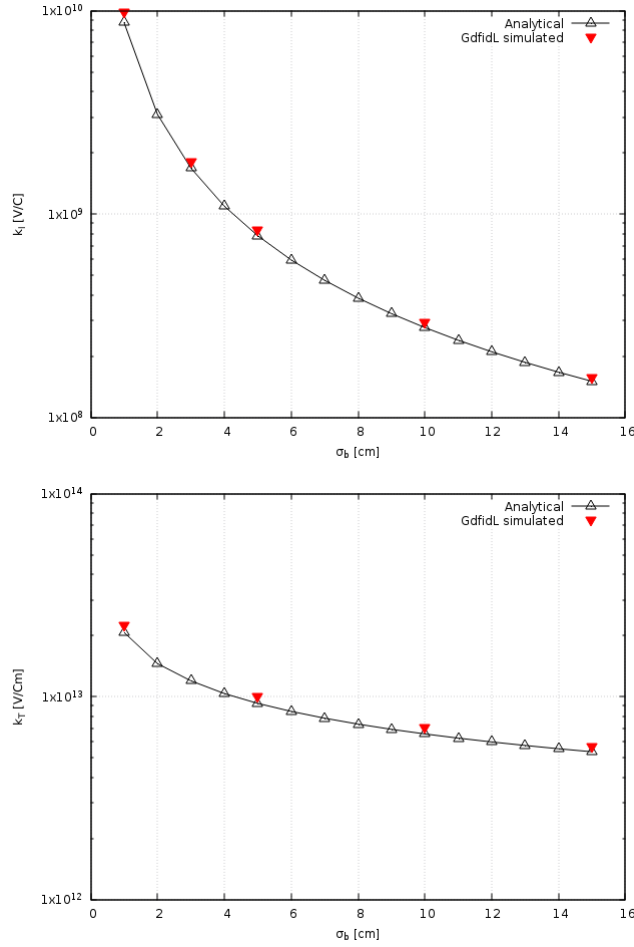 1x10^10
Analytical
GdfidL simulated
k_l [V/C]
1x10^9
1x10^8
0 2 4 6 8 10 12 14 16
σ_b [cm]
1x10^14
Analytical
GdfidL simulated
k_T [V/Cm]
1x10^13
1x10^12
0 2 4 6 8 10 12 14 16
σ_b [cm]